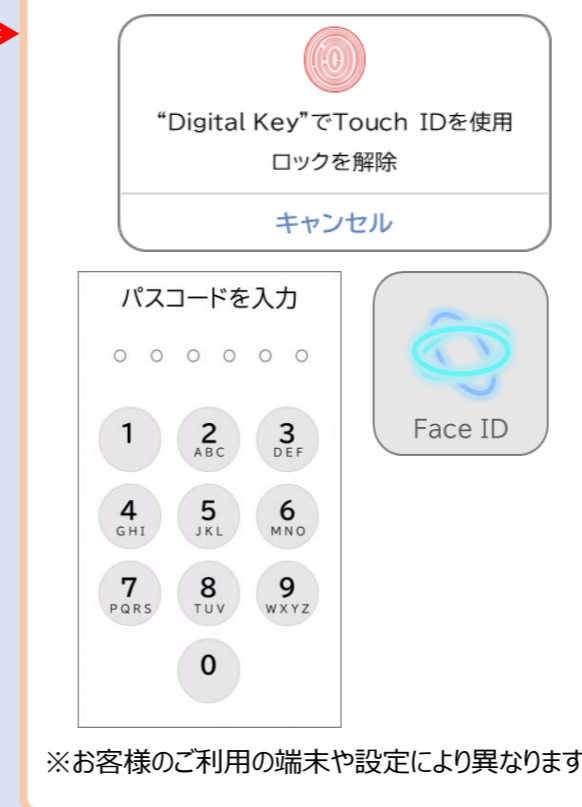 “Digital Key”でTouch IDを使用
ロックを解除
キャンセル
パスコードを入力
1
2
ABC
3
DEF
4
GHI
5
JKL
6
MNO
7
PQRS
8
TUV
9
WXYZ
0
Face ID
※お客様のご利用の端末や設定により異なります